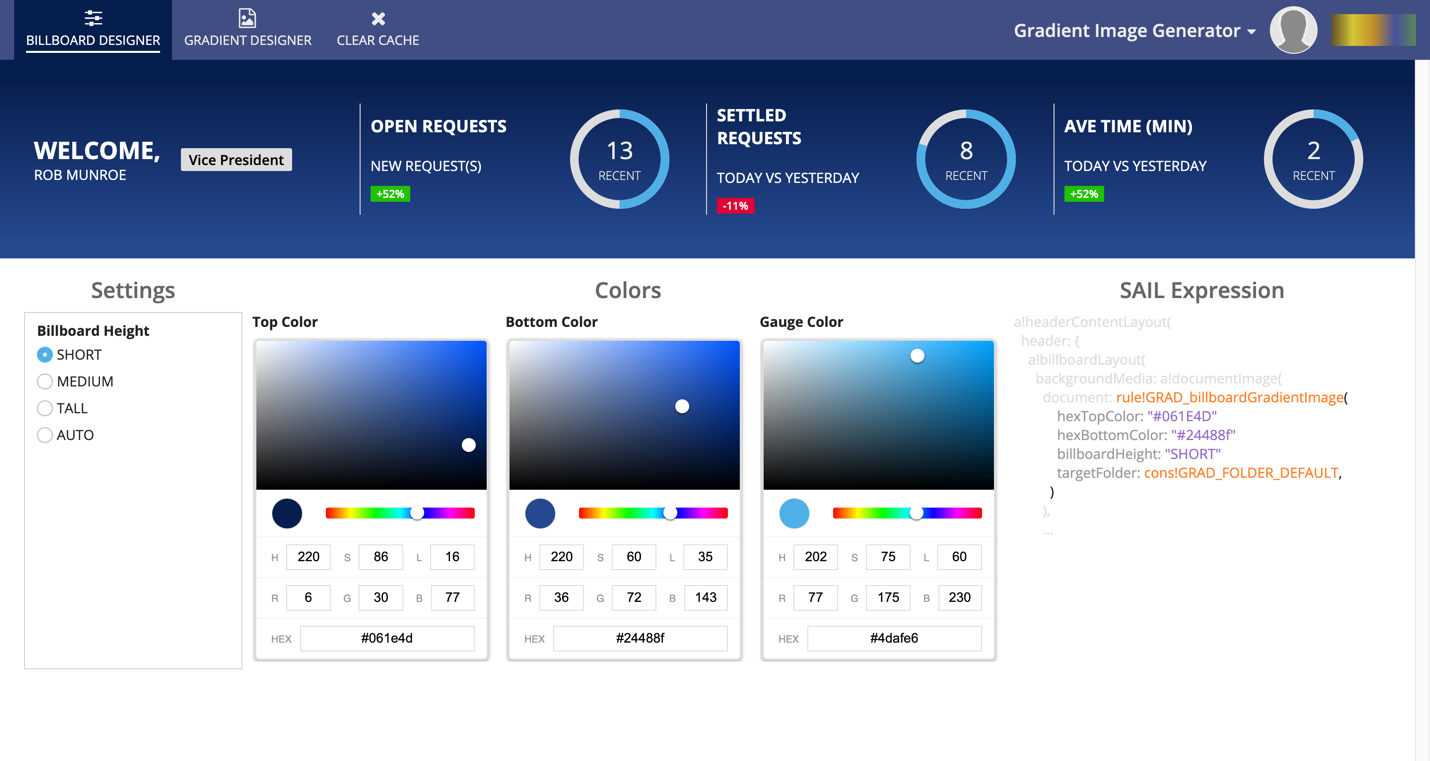 BILLBOARD DESIGNER
GRADIENT DESIGNER
CLEAR CACHE
Gradient Image Generator
WELCOME,
ROB MUNROE
Vice President
OPEN REQUESTS
NEW REQUEST(S)
+52%
13
RECENT
SETTLED
REQUESTS
TODAY VS YESTERDAY
-11%
8
RECENT
AVE TIME (MIN)
TODAY VS YESTERDAY
+52%
2
RECENT
Settings
Billboard Height
SHORT
MEDIUM
TALL
AUTO
Colors
Top Color
H 220 S 86 L 16
R 6 G 30 B 77
HEX #061e4d
Bottom Color
H 220 S 60 L 35
R 36 G 72 B 143
HEX #24488f
Gauge Color
H 202 S 75 L 60
R 77 G 175 B 230
HEX #4dafe6
SAIL Expression
a!headerContentLayout(
header: {
a!billboardLayout(
backgroundMedia: a!documentImage(
document: rule!GRAD_billboardGradientImage(
hexTopColor: "#061E4D"
hexBottomColor: "#24488f"
billboardHeight: "SHORT"
targetFolder: cons!GRAD_FOLDER_DEFAULT,
)
),
...